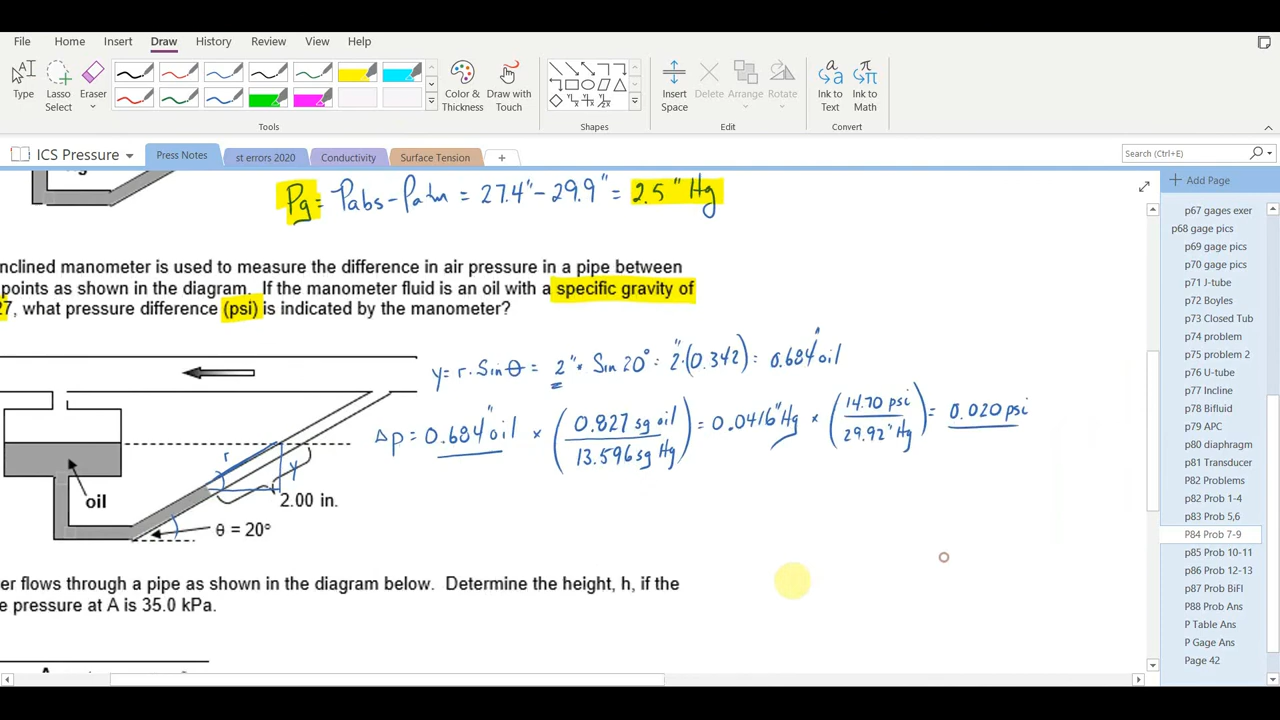 File Home Insert Draw History Review View Help
Type Lasso Select Eraser Color & Thickness Draw with Touch Insert Space Delete Arrange Rotate Ink to Text Ink to Math
Tools Shapes Edit Convert
ICS Pressure Press Notes st errors 2020 Conductivity Surface Tension + Search (Ctrl+E)
Pg = Pabs - Patm = 27.4" - 29.9" = 2.5" Hg
nclined manometer is used to measure the difference in air pressure in a pipe between
points as shown in the diagram. If the manometer fluid is an oil with a specific gravity of
27, what pressure difference (psi) is indicated by the manometer?
y = r · Sin θ = 2" · Sin 20° = 2" · (0.342) = 0.684" oil
Δp = 0.684" oil × (0.827 sg oil / 13.596 sg Hg) = 0.0416" Hg × (14.70 psi / 29.92" Hg) = 0.020 psi
r
y
oil
2.00 in.
θ = 20°
er flows through a pipe as shown in the diagram below. Determine the height, h, if the
e pressure at A is 35.0 kPa.
+ Add Page
p67 gages exer
p68 gage pics
p69 gage pics
p70 gage pics
p71 J-tube
p72 Boyles
p73 Closed Tub
p74 problem
p75 problem 2
p76 U-tube
p77 Incline
p78 Bifluid
p79 APC
p80 diaphragm
p81 Transducer
P82 Problems
p82 Prob 1-4
p83 Prob 5,6
P84 Prob 7-9
p85 Prob 10-11
p86 Prob 12-13
p87 Prob BiFl
P88 Prob Ans
P Table Ans
P Gage Ans
Page 42